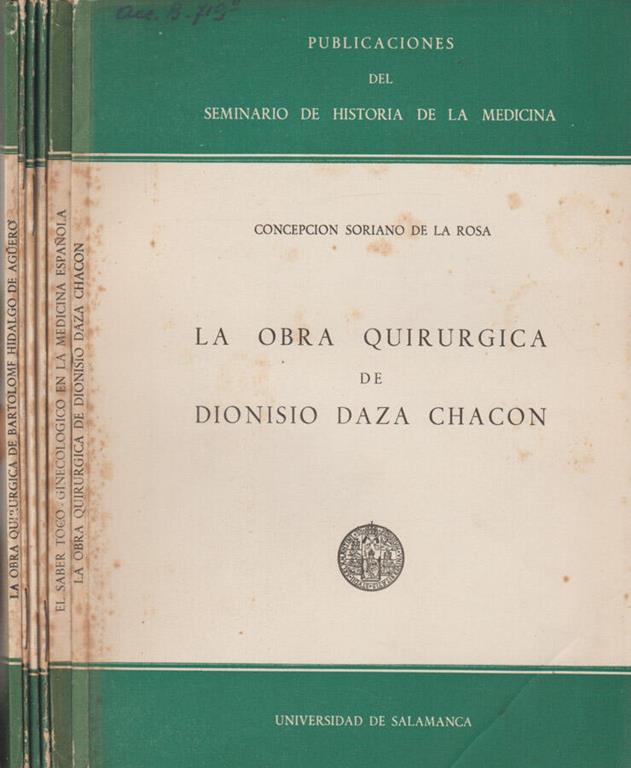 Acc. B. 719
PUBLICACIONES
DEL
SEMINARIO DE HISTORIA DE LA MEDICINA
CONCEPCION SORIANO DE LA ROSA
LA OBRA QUIRURGICA
DE
DIONISIO DAZA CHACON
UNIVERSIDAD DE SALAMANCA
LA OBRA QUIRURGICA DE BARTOLOME HIDALGO DE AGÜERO
EL SABER TOCO-GINECOLOGICO EN LA MEDICINA ESPAÑOLA
LA OBRA QUIRURGICA DE DIONISIO DAZA CHACON